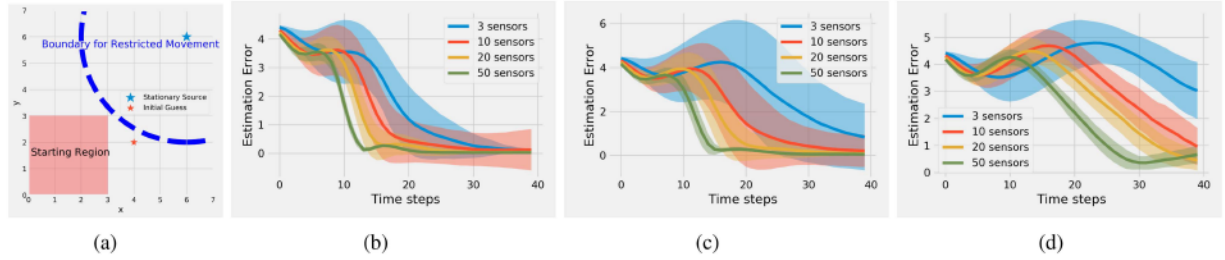 7
6
5
4
3
2
1
0
y
Boundary for Restricted Movement
Stationary Source
Initial Guess
Starting Region
0 1 2 3 4 5 6 7
x
(a)
Estimation Error
4
3
2
1
0
3 sensors
10 sensors
20 sensors
50 sensors
0 10 20 30 40
Time steps
(b)
Estimation Error
6
4
2
0
3 sensors
10 sensors
20 sensors
50 sensors
0 10 20 30 40
Time steps
(c)
Estimation Error
5
4
3
2
1
0
3 sensors
10 sensors
20 sensors
50 sensors
0 10 20 30 40
Time steps
(d)